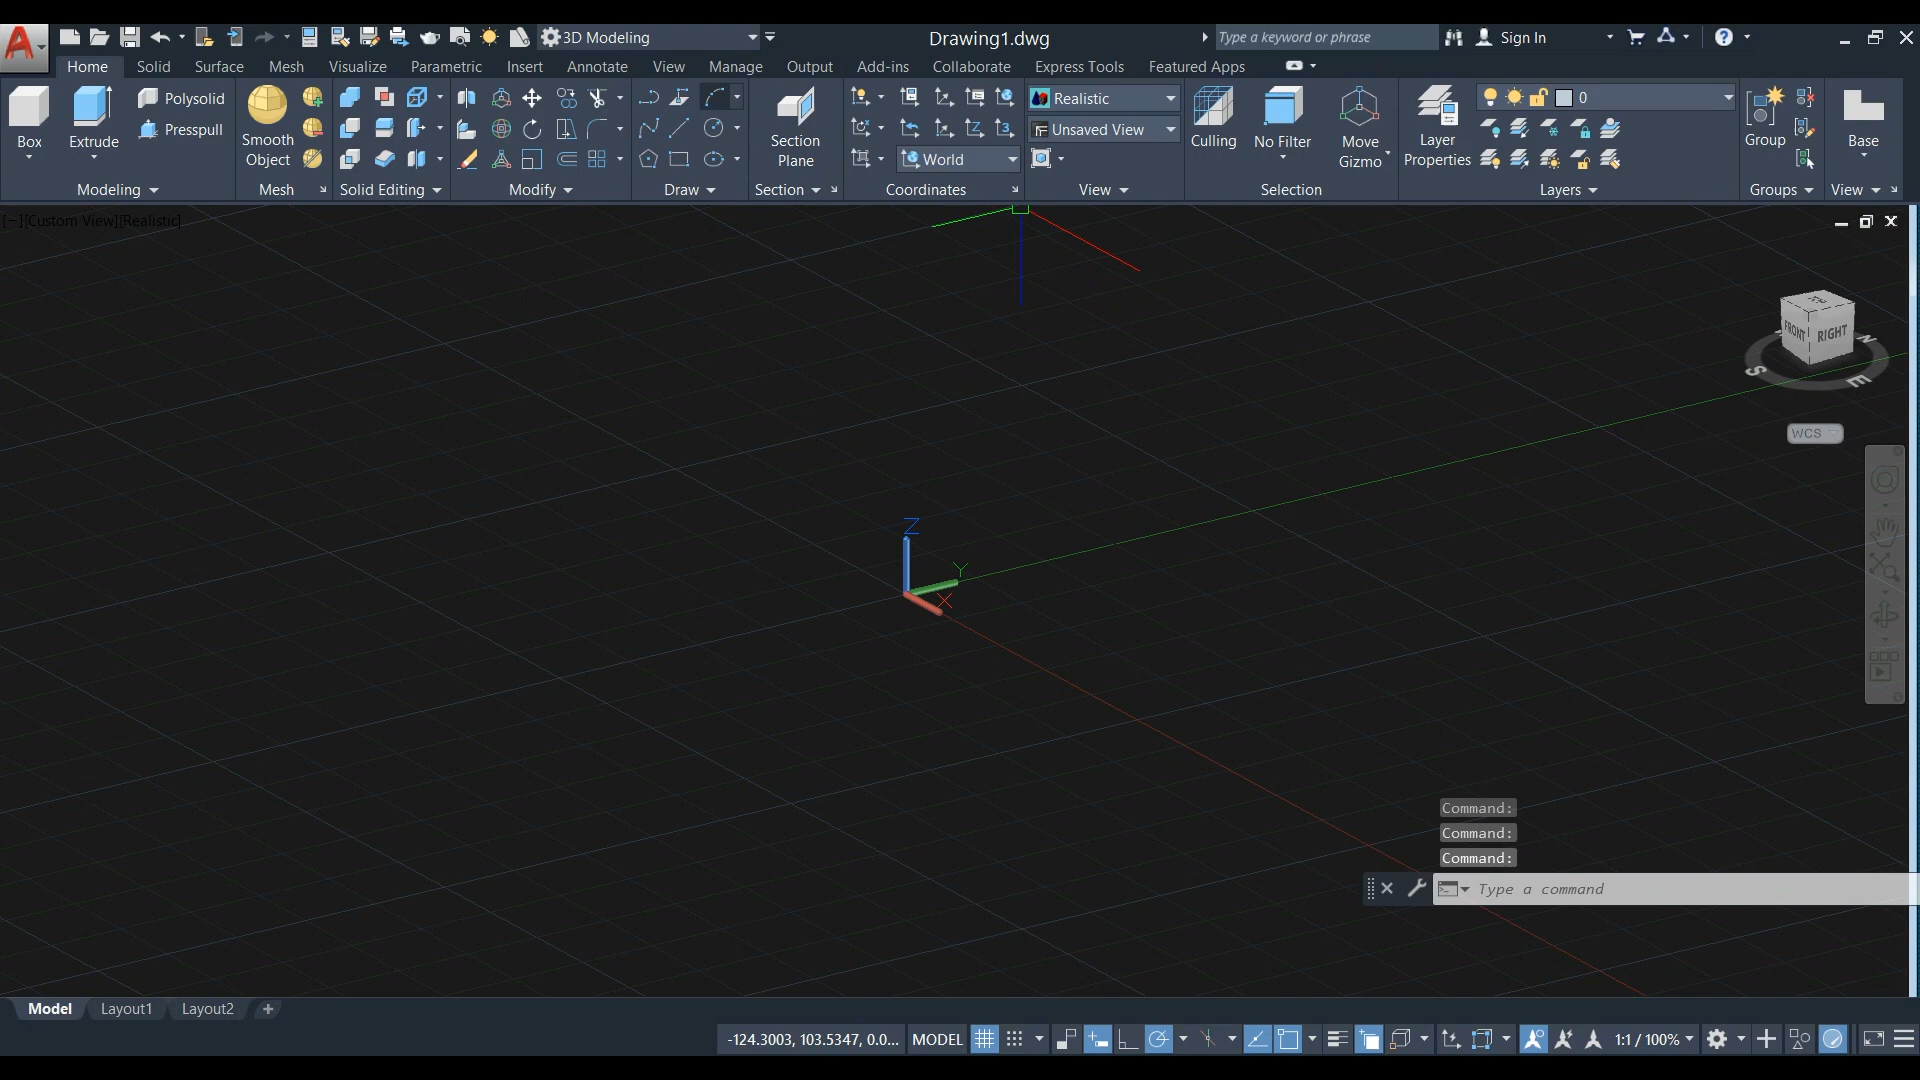 3D Modeling Drawing1.dwg Type a keyword or phrase Sign In
Home Solid Surface Mesh Visualize Parametric Insert Annotate View Manage Output Add-ins Collaborate Express Tools Featured Apps
Box Extrude Polysolid Presspull
Smooth Object
Section Plane
World
Realistic
Unsaved View
Culling No Filter Move Gizmo
Layer Properties
0
Group
Base
Modeling Mesh Solid Editing Modify Draw Section Coordinates View Selection Layers Groups View
[−][Custom View][Realistic]
TOP
FRONT RIGHT
S E N
WCS
Z
Y
X
Command:
Command:
Command:
Type a command
Model Layout1 Layout2 +
-124.3003, 103.5347, 0.0... MODEL 1:1 / 100%